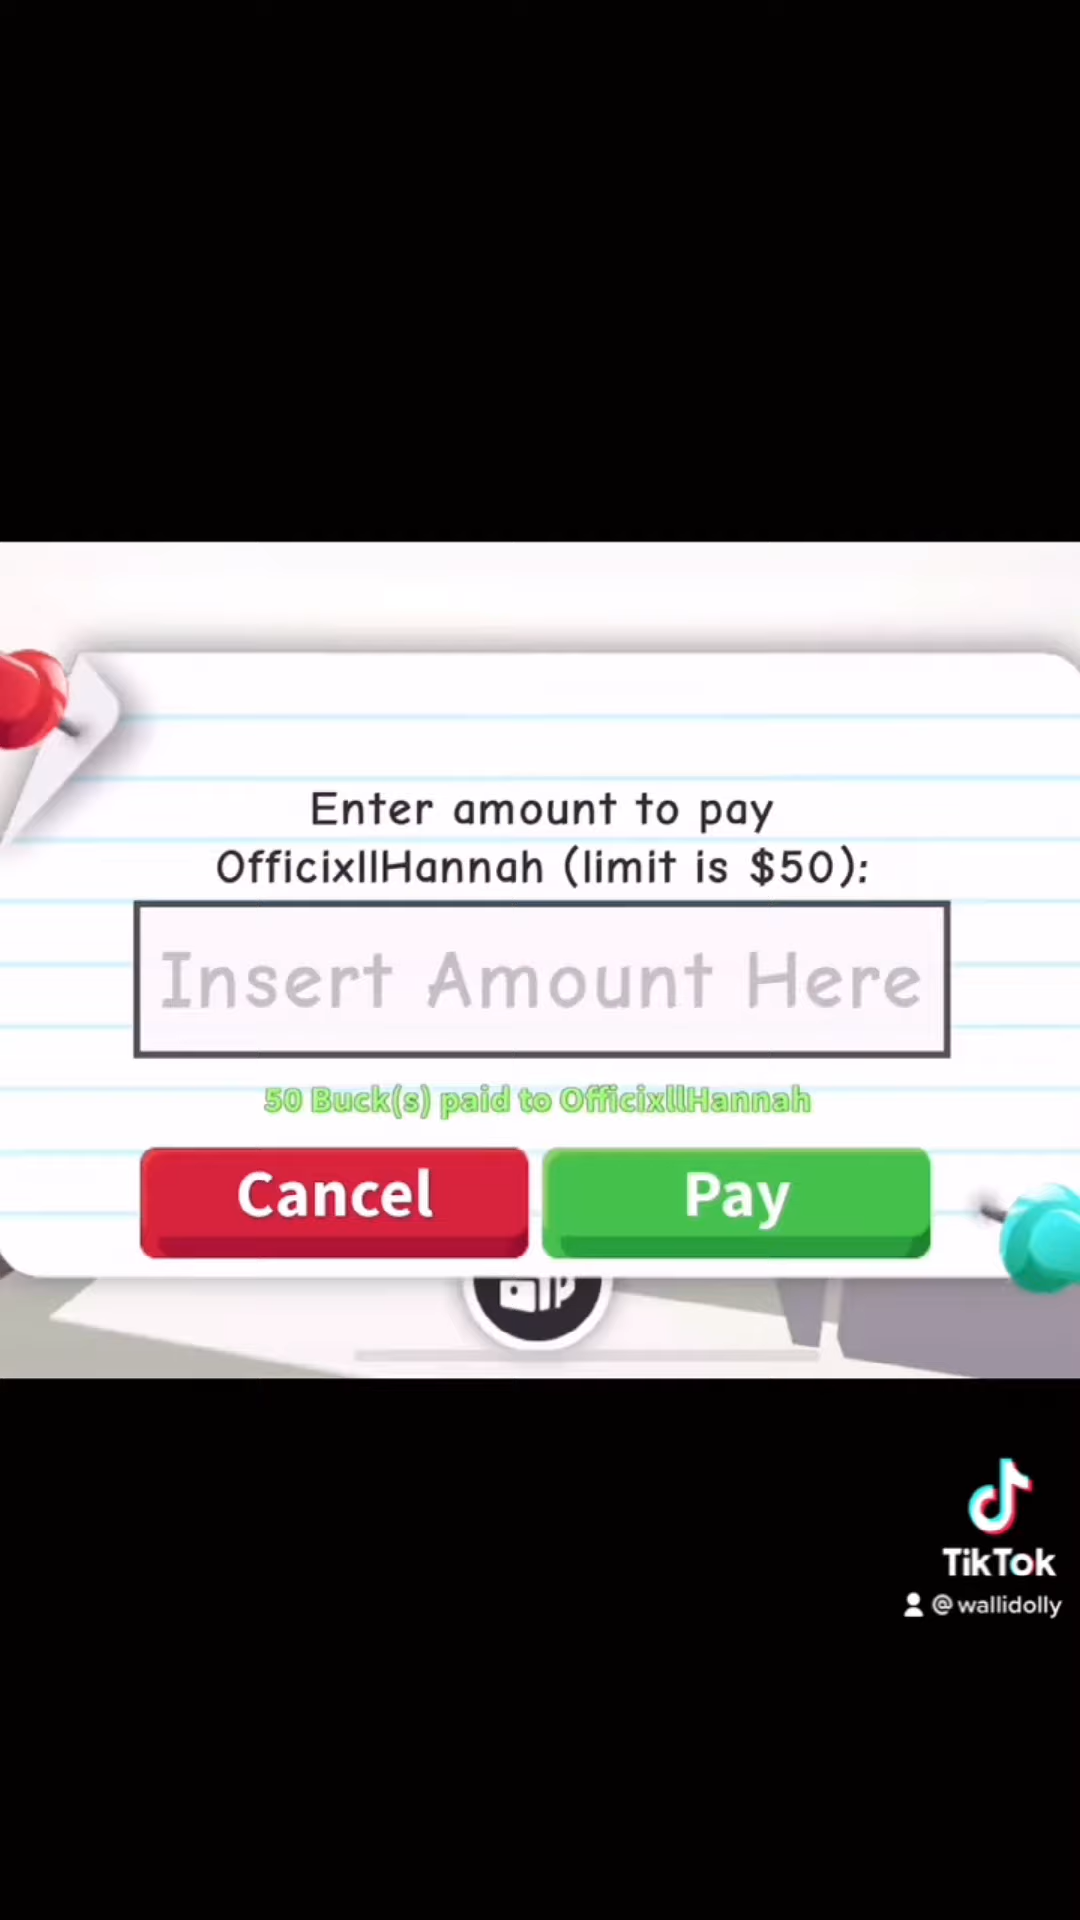 Enter amount to pay
OfficixllHannah (limit is $50):
Insert Amount Here
50 Buck(s) paid to OfficixllHannah
Cancel
Pay
TikTok
@wallidolly